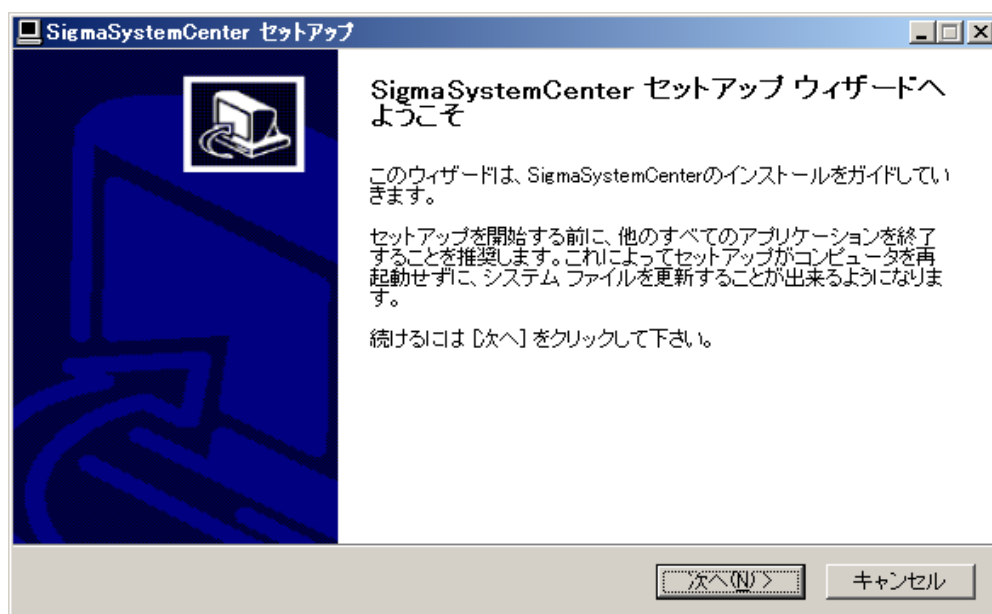 SigmaSystemCenter セットアップ
SigmaSystemCenter セットアップ ウィザードへ
ようこそ
このウィザードは、SigmaSystemCenterのインストールをガイドしてい
きます。
セットアップを開始する前に、他のすべてのアプリケーションを終了
することを推奨します。これによってセットアップがコンピュータを再
起動せずに、システム ファイルを更新することが出来るようになりま
す。
続けるには [次へ] をクリックして下さい。
次へ(N) >
キャンセル